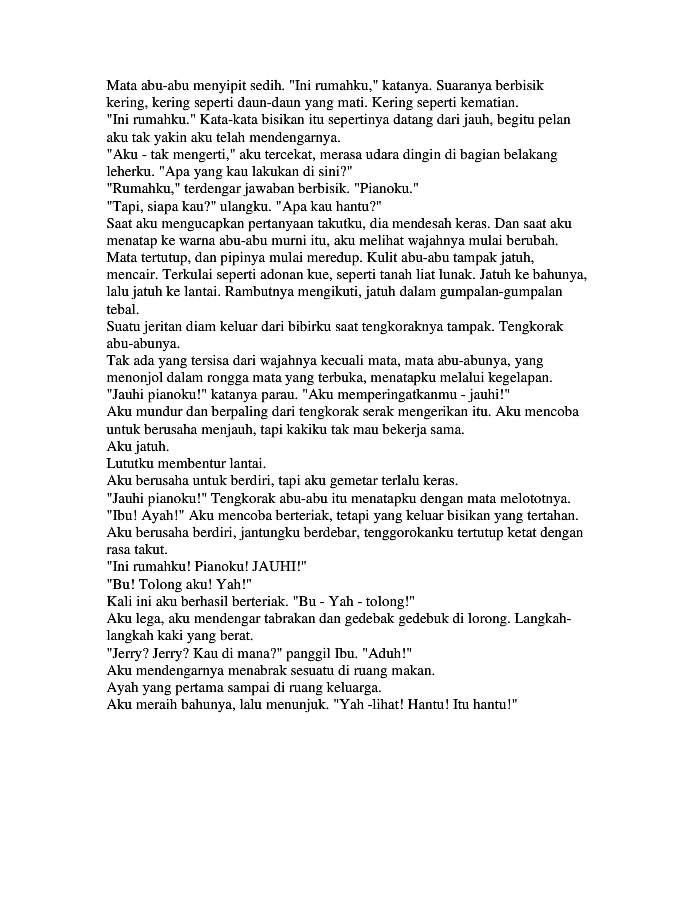 Mata abu-abu menyipit sedih. "Ini rumahku," katanya. Suaranya berbisik
kering, kering seperti daun-daun yang mati. Kering seperti kematian.
"Ini rumahku." Kata-kata bisikan itu sepertinya datang dari jauh, begitu pelan
aku tak yakin aku telah mendengarnya.
"Aku - tak mengerti," aku tercekat, merasa udara dingin di bagian belakang
leherku. "Apa yang kau lakukan di sini?"
"Rumahku," terdengar jawaban berbisik. "Pianoku."
"Tapi, siapa kau?" ulangku. "Apa kau hantu?"
Saat aku mengucapkan pertanyaan takutku, dia mendesah keras. Dan saat aku
menatap ke warna abu-abu murni itu, aku melihat wajahnya mulai berubah.
Mata tertutup, dan pipinya mulai meredup. Kulit abu-abu tampak jatuh,
mencair. Terkulai seperti adonan kue, seperti tanah liat lunak. Jatuh ke bahunya,
lalu jatuh ke lantai. Rambutnya mengikuti, jatuh dalam gumpalan-gumpalan
tebal.
Suatu jeritan diam keluar dari bibirku saat tengkoraknya tampak. Tengkorak
abu-abunya.
Tak ada yang tersisa dari wajahnya kecuali mata, mata abu-abunya, yang
menonjol dalam rongga mata yang terbuka, menatapku melalui kegelapan.
"Jauhi pianoku!" katanya parau. "Aku memperingatkanmu - jauhi!"
Aku mundur dan berpaling dari tengkorak serak mengerikan itu. Aku mencoba
untuk berusaha menjauh, tapi kakiku tak mau bekerja sama.
Aku jatuh.
Lututku membentur lantai.
Aku berusaha untuk berdiri, tapi aku gemetar terlalu keras.
"Jauhi pianoku!" Tengkorak abu-abu itu menatapku dengan mata melototnya.
"Ibu! Ayah!" Aku mencoba berteriak, tetapi yang keluar bisikan yang tertahan.
Aku berusaha berdiri, jantungku berdebar, tenggorokanku tertutup ketat dengan
rasa takut.
"Ini rumahku! Pianoku! JAUHI!"
"Bu! Tolong aku! Yah!"
Kali ini aku berhasil berteriak. "Bu - Yah - tolong!"
Aku lega, aku mendengar tabrakan dan gedebak gedebuk di lorong. Langkah-
langkah kaki yang berat.
"Jerry? Jerry? Kau di mana?" panggil Ibu. "Aduh!"
Aku mendengarnya menabrak sesuatu di ruang makan.
Ayah yang pertama sampai di ruang keluarga.
Aku meraih bahunya, lalu menunjuk. "Yah -lihat! Hantu! Itu hantu!"